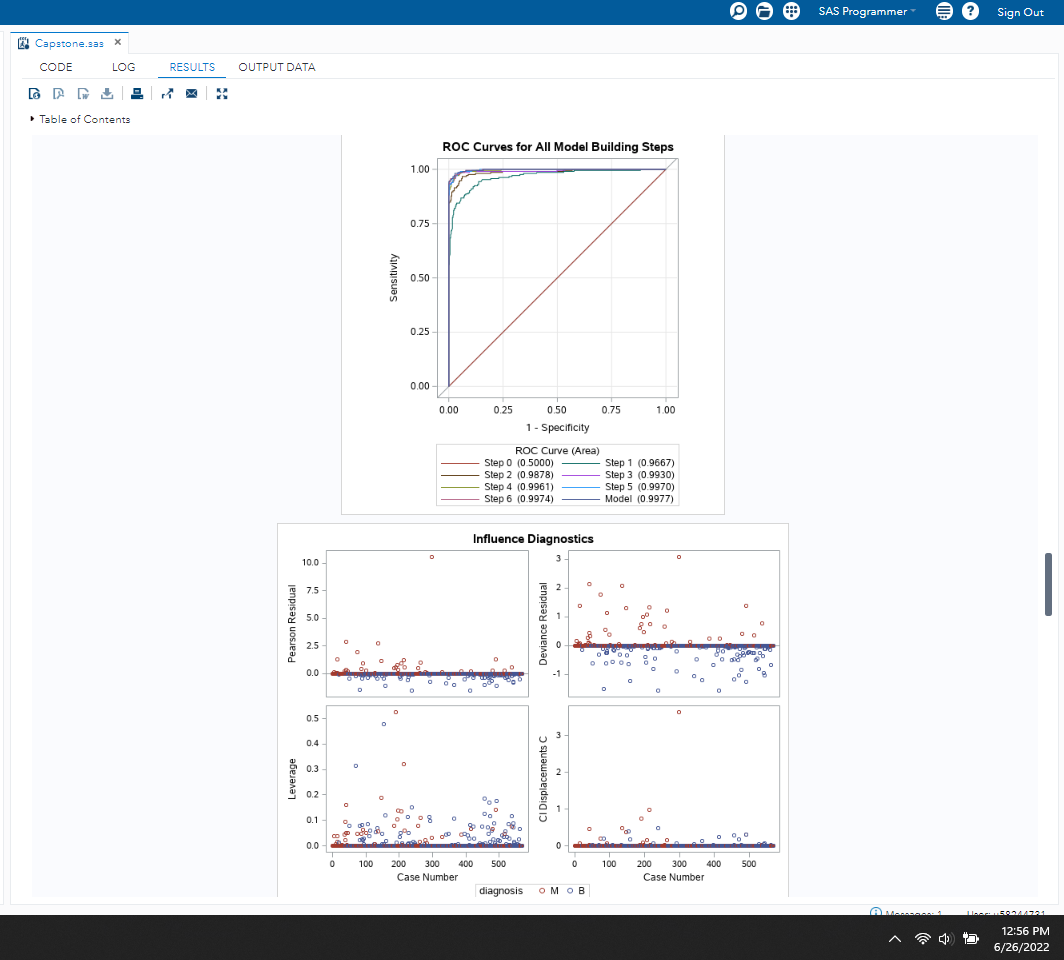 SAS Programmer
Sign Out
Capstone.sas
CODE LOG RESULTS OUTPUT DATA
Table of Contents
ROC Curves for All Model Building Steps
1.00
0.75
0.50
0.25
0.00
Sensitivity
0.00 0.25 0.50 0.75 1.00
1 - Specificity
ROC Curve (Area)
Step 0 (0.5000) Step 1 (0.9667)
Step 2 (0.9878) Step 3 (0.9930)
Step 4 (0.9961) Step 5 (0.9970)
Step 6 (0.9974) Model (0.9977)
Influence Diagnostics
Pearson Residual
10.0
7.5
5.0
2.5
0.0
Deviance Residual
3
2
1
0
-1
Leverage
0.5
0.4
0.3
0.2
0.1
0.0
CI Displacements C
3
2
1
0
0 100 200 300 400 500
Case Number
0 100 200 300 400 500
Case Number
diagnosis M B
Messages: 1 User: u58244731
12:56 PM
6/26/2022